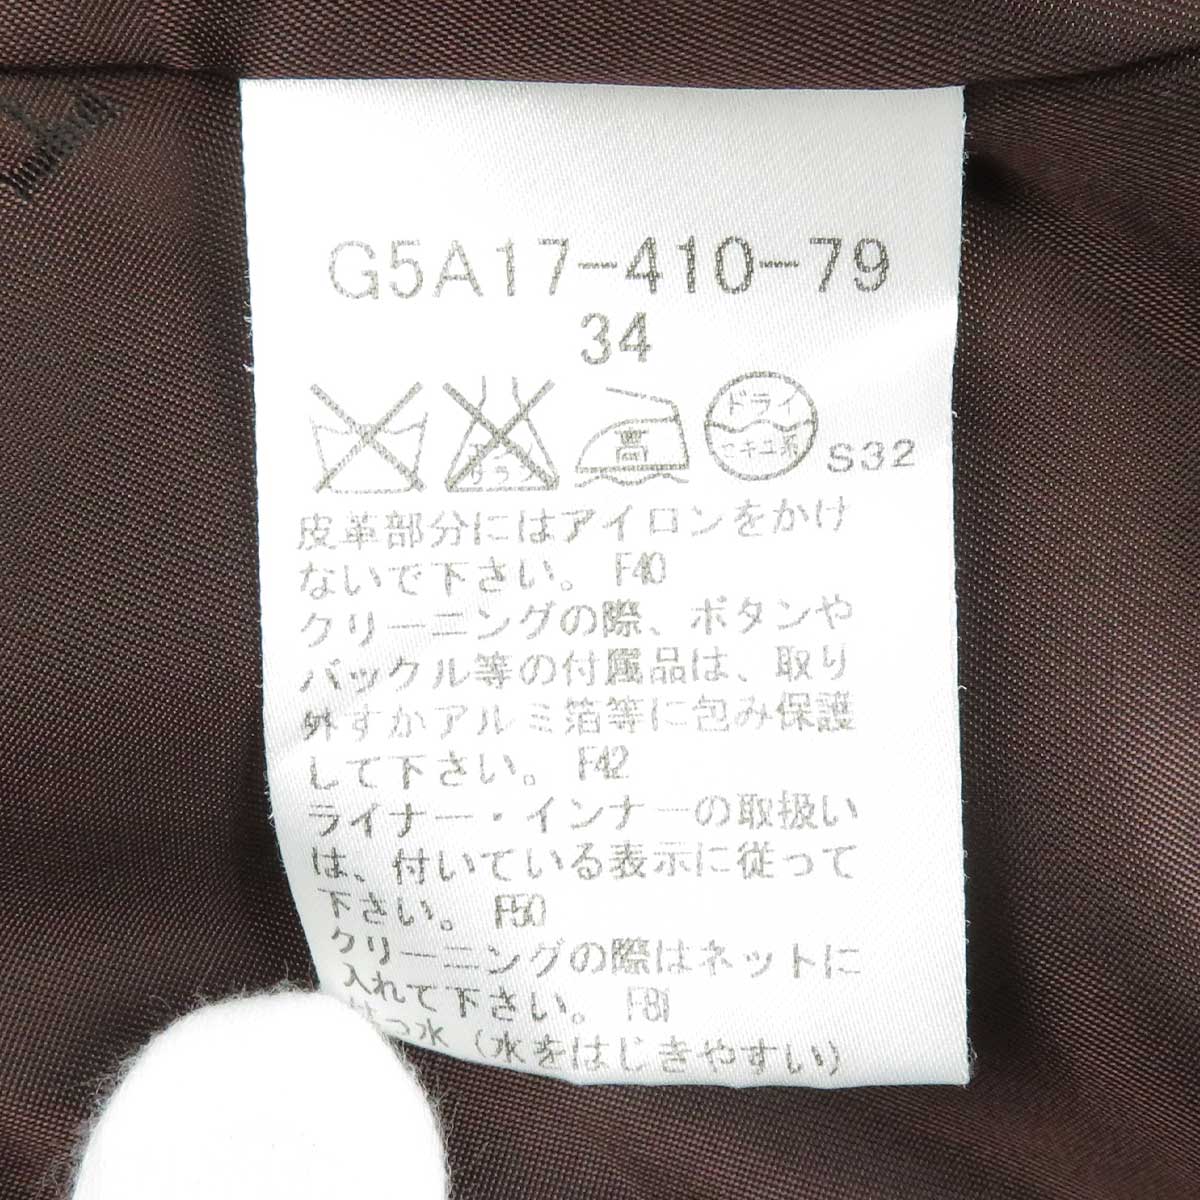 G5A17-410-79
34
エンソサラシ
高
ドライ
セキユ系
S32
皮革部分にはアイロンをかけ
ないで下さい。 F40
クリーニングの際、ボタンや
バックル等の付属品は、取り
外すかアルミ箔等に包み保護
して下さい。 F42
ライナー・インナーの取扱い
は、付いている表示に従って
下さい。 F50
クリーニングの際はネットに
入れて下さい。 F81
はっ水(水をはじきやすい)